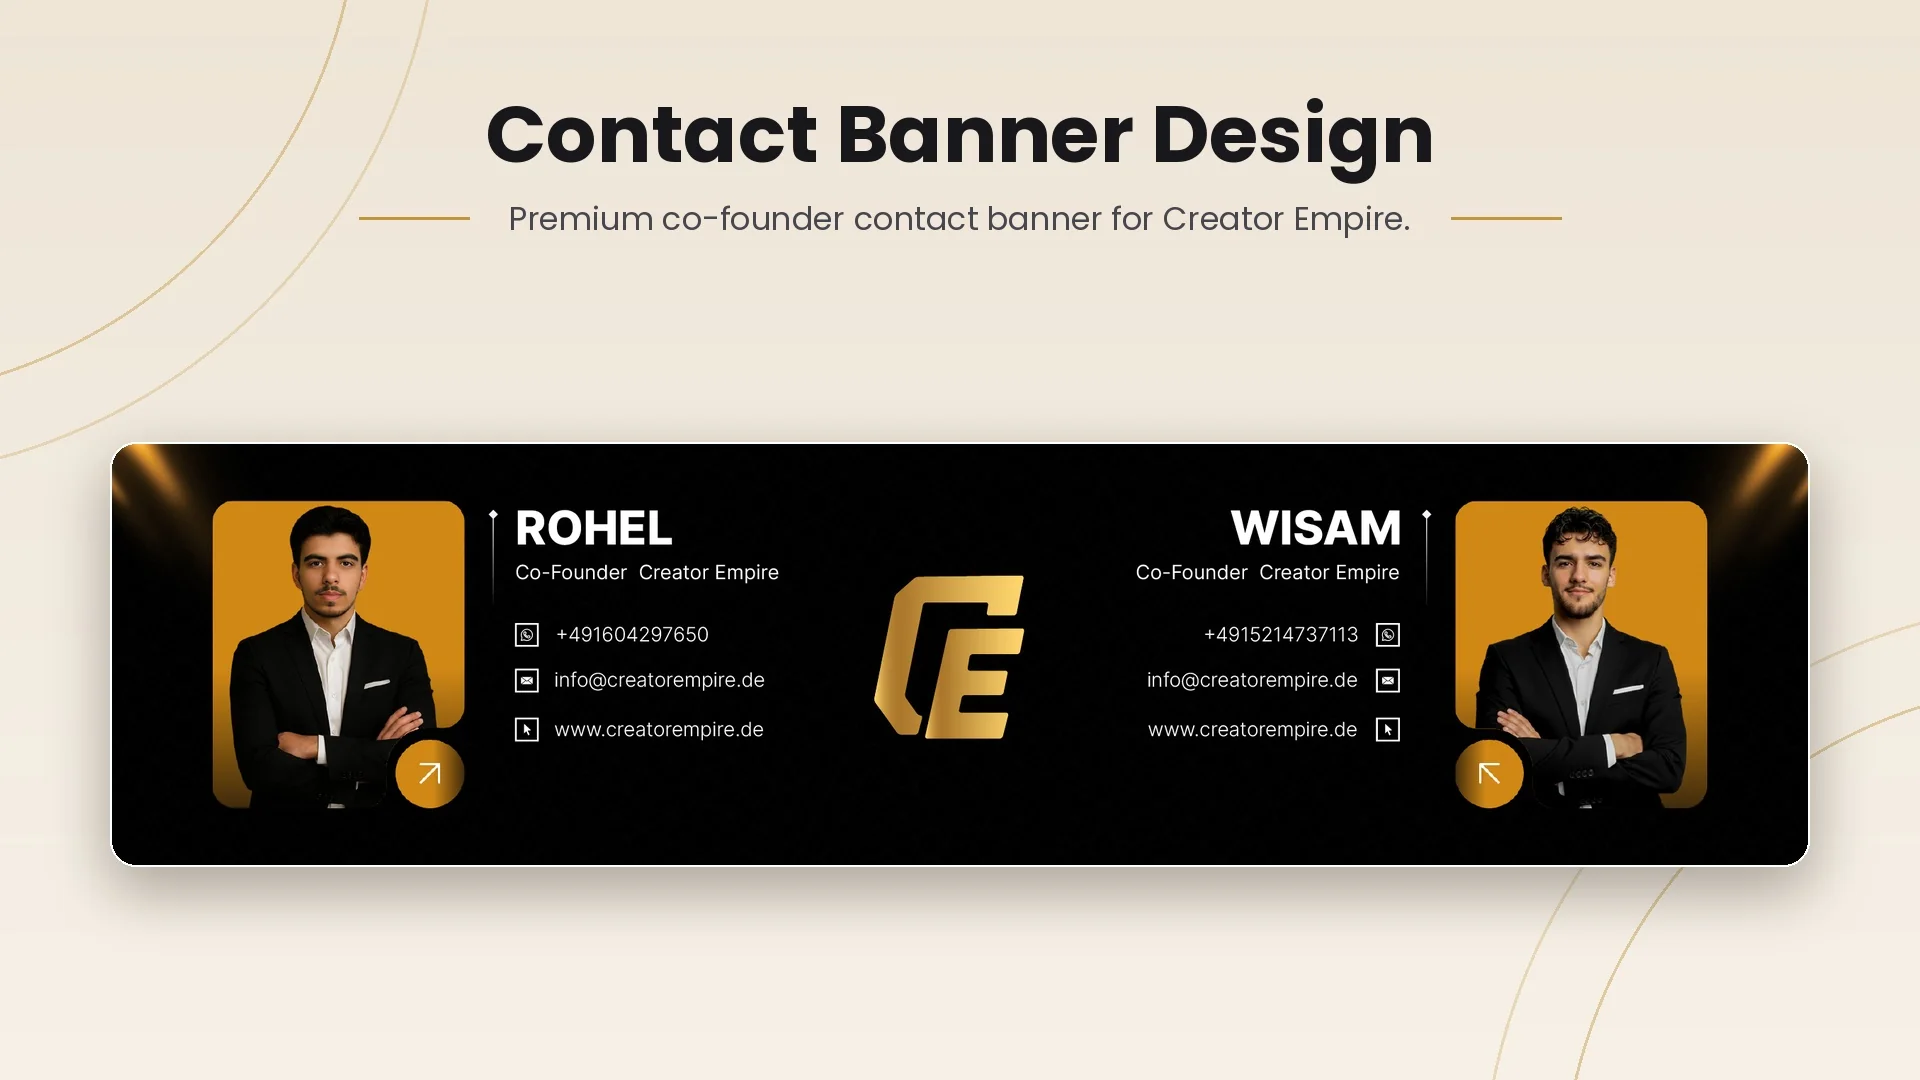 Contact Banner Design
Premium co-founder contact banner for Creator Empire.
ROHEL
Co-Founder Creator Empire
+491604297650
info@creatorempire.de
www.creatorempire.de
CE
WISAM
Co-Founder Creator Empire
+4915214737113
info@creatorempire.de
www.creatorempire.de